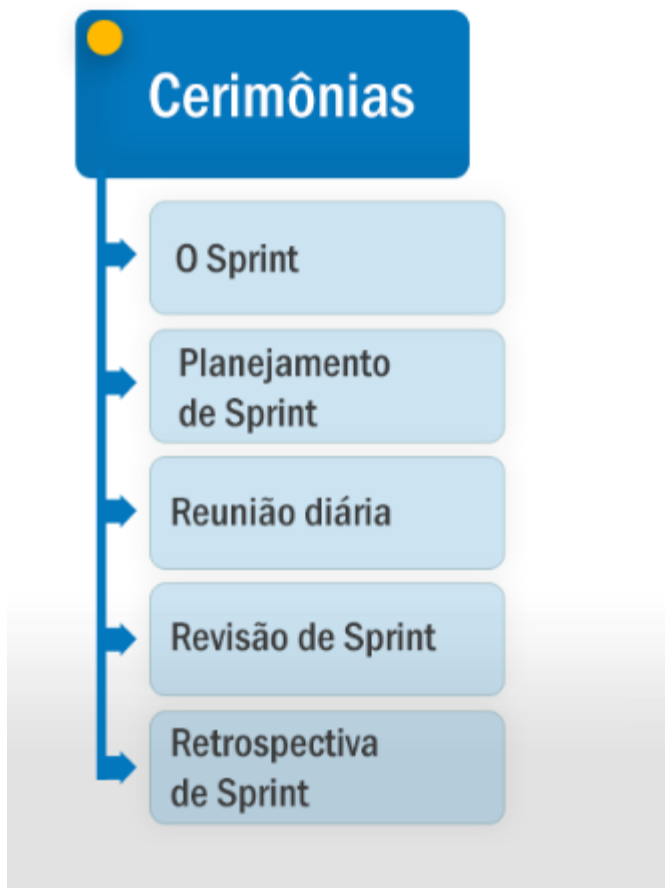 Cerimônias
O Sprint
Planejamento
de Sprint
Reunião diária
Revisão de Sprint
Retrospectiva
de Sprint